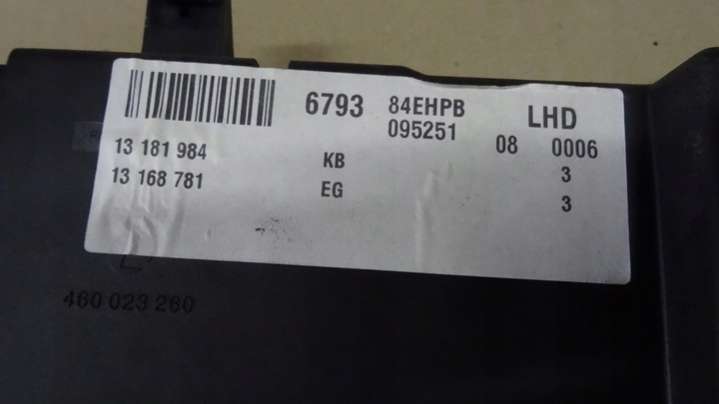 6793 84EHPB LHD
095251 08 0006
13 181 984 KB 3
13 168 781 EG 3
460 023 260